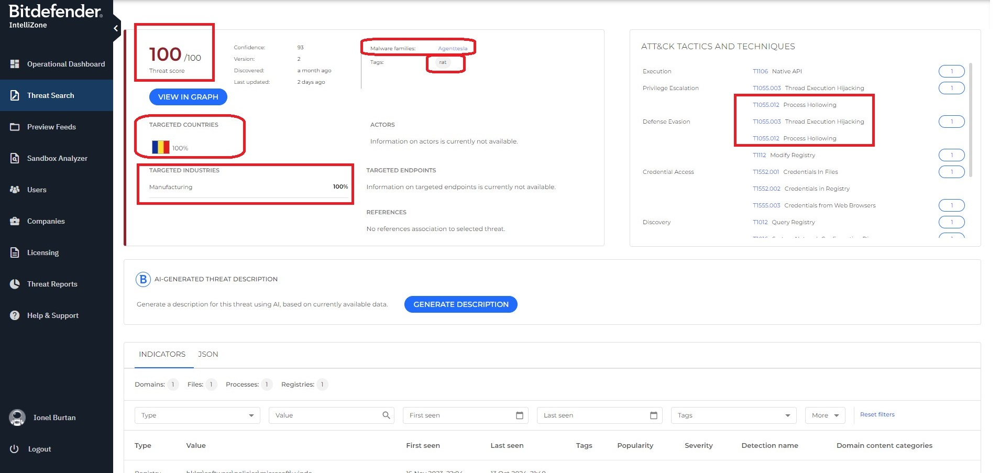 Bitdefender®
IntelliZone
Operational Dashboard
Threat Search
Preview Feeds
Sandbox Analyzer
Users
Companies
Licensing
Threat Reports
Help & Support
Ionel Burtan
Logout
100 /100
Threat score
Confidence: 93
Version: 2
Discovered: a month ago
Last updated: 2 days ago
Malware families: Agenttesla
Tags: rat
VIEW IN GRAPH
TARGETED COUNTRIES
100%
ACTORS
Information on actors is currently not available.
TARGETED INDUSTRIES
Manufacturing 100%
TARGETED ENDPOINTS
Information on targeted endpoints is currently not available.
REFERENCES
No references association to selected threat.
ATT&CK TACTICS AND TECHNIQUES
Execution T1106 Native API 1
Privilege Escalation T1055.003 Thread Execution Hijacking 1
T1055.012 Process Hollowing
Defense Evasion T1055.003 Thread Execution Hijacking 1
T1055.012 Process Hollowing
T1112 Modify Registry 1
Credential Access T1552.001 Credentials In Files 1
T1552.002 Credentials in Registry
T1555.003 Credentials from Web Browsers 1
Discovery T1012 Query Registry 1
B AI-GENERATED THREAT DESCRIPTION
Generate a description for this threat using AI, based on currently available data.
GENERATE DESCRIPTION
INDICATORS JSON
Domains: 1 Files: 1 Processes: 1 Registries: 1
Type Value First seen Last seen Tags More Reset filters
Type Value First seen Last seen Tags Popularity Severity Detection name Domain content categories